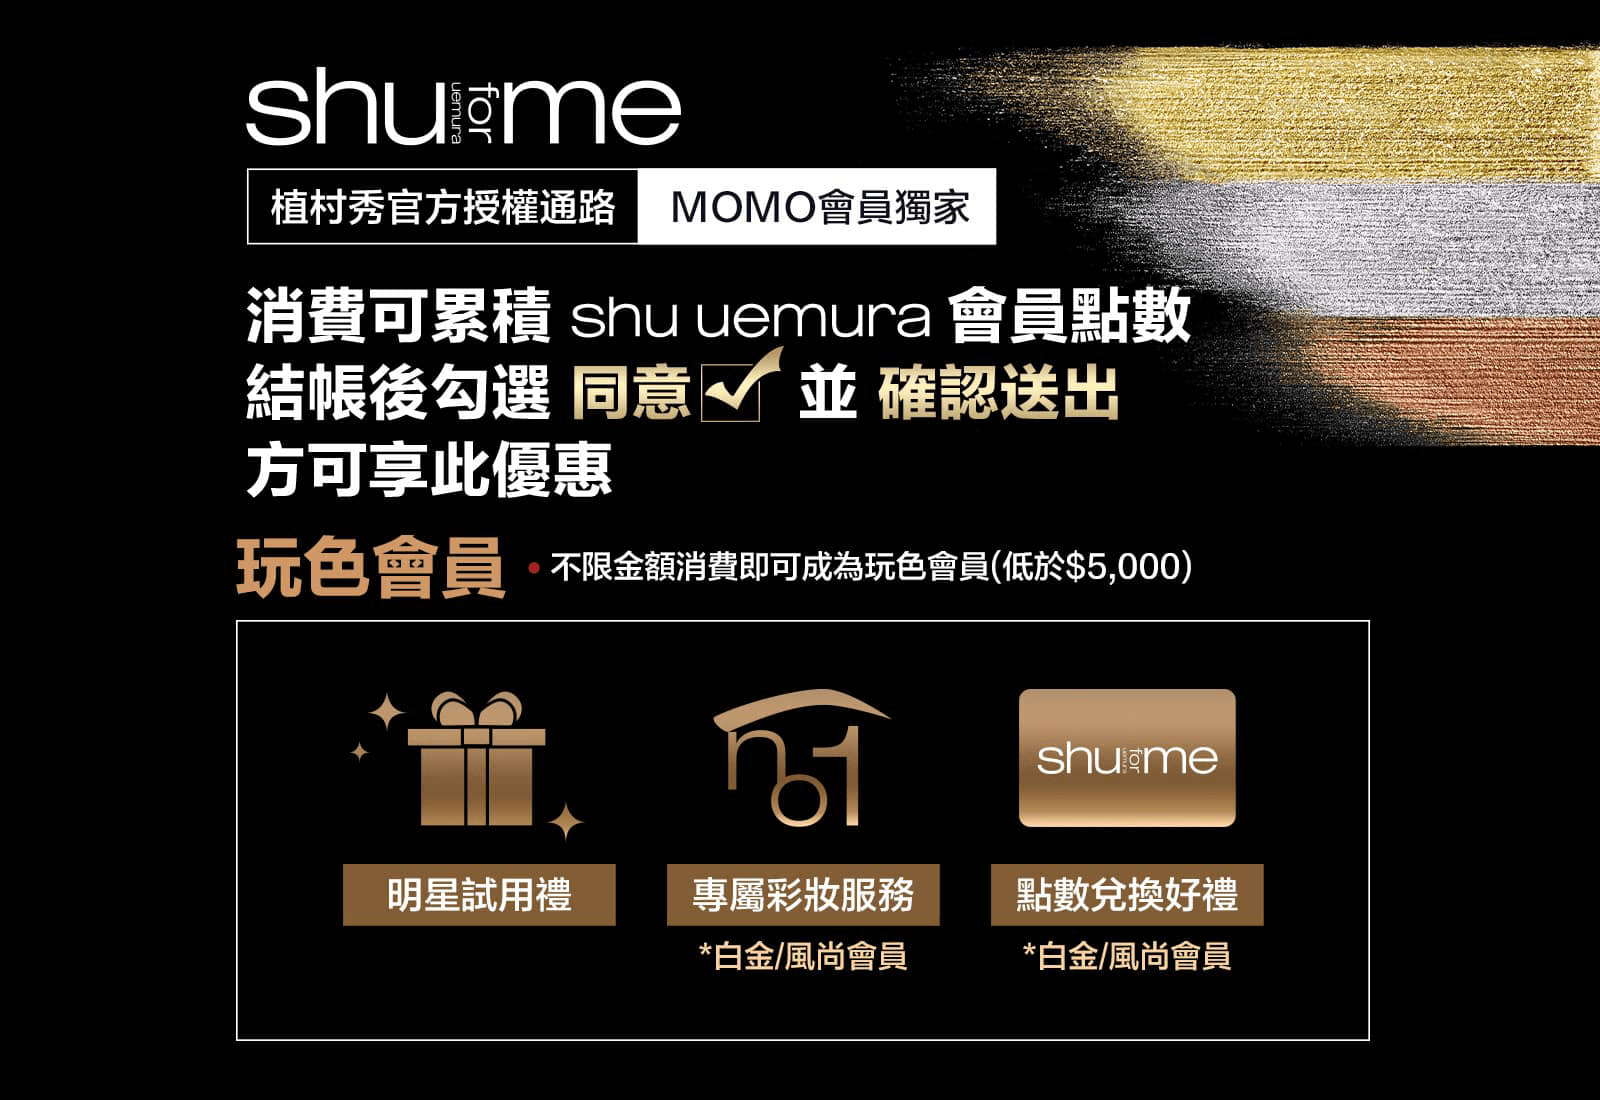 shu uemura for me
植村秀官方授權通路 MOMO會員獨家
消費可累積 shu uemura 會員點數
結帳後勾選 同意 並 確認送出
方可享此優惠
玩色會員 • 不限金額消費即可成為玩色會員(低於$5,000)
no1
shu uemura for me
明星試用禮 專屬彩妝服務 點數兌換好禮
*白金/風尚會員 *白金/風尚會員